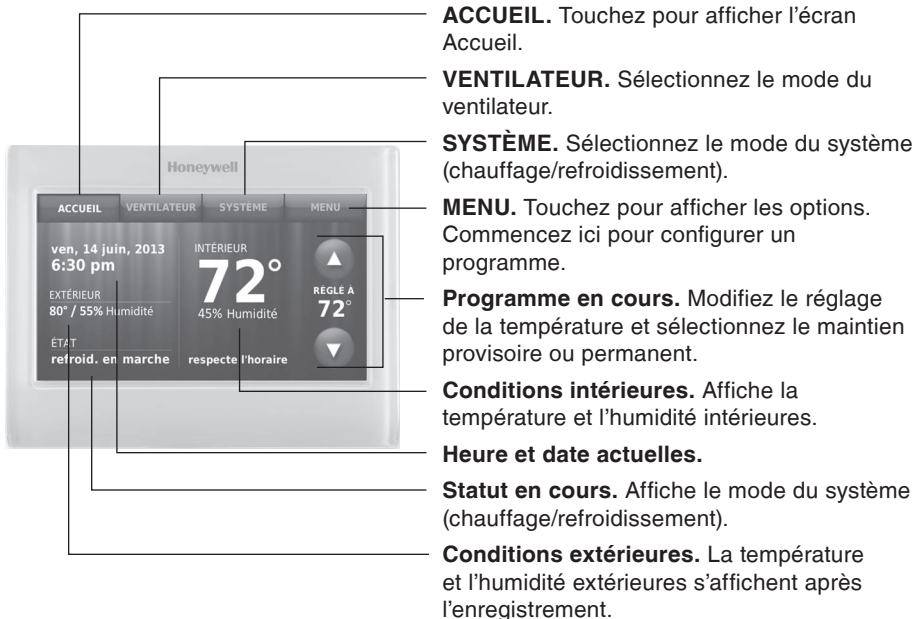 ACCUEIL. Touchez pour afficher l'écran
Accueil.
VENTILATEUR. Sélectionnez le mode du
ventilateur.
SYSTÈME. Sélectionnez le mode du système
(chauffage/refroidissement).
MENU. Touchez pour afficher les options.
Commencez ici pour configurer un
programme.
Programme en cours. Modifiez le réglage
de la température et sélectionnez le maintien
provisoire ou permanent.
Conditions intérieures. Affiche la
température et l'humidité intérieures.
Heure et date actuelles.
Statut en cours. Affiche le mode du système
(chauffage/refroidissement).
Conditions extérieures. La température
et l'humidité extérieures s'affichent après
l'enregistrement.
Honeywell
ACCUEIL VENTILATEUR SYSTÈME MENU
ven, 14 juin, 2013
6:30 pm
EXTÉRIEUR
80° / 55% Humidité
ÉTAT
refroid. en marche
INTÉRIEUR
72°
45% Humidité
respecte l'horaire
RÉGLÉ À
72°